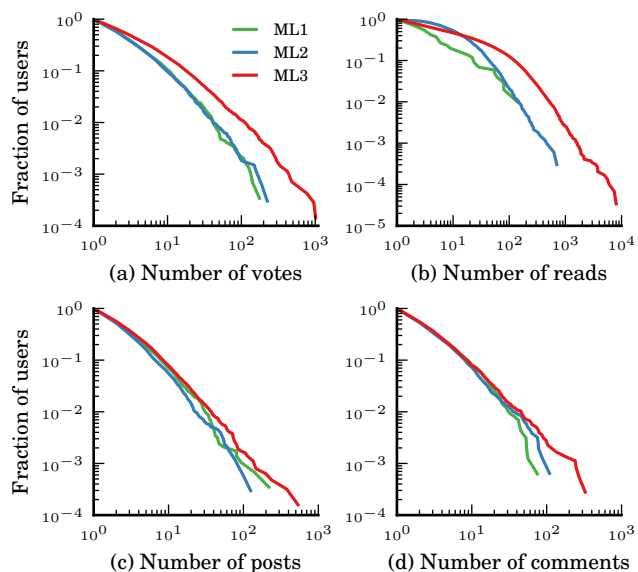 Fraction of users
10^0
10^-1
10^-2
10^-3
10^-4
10^0 10^1 10^2 10^3
ML1
ML2
ML3
(a) Number of votes
10^0
10^-1
10^-2
10^-3
10^-4
10^-5
10^0 10^1 10^2 10^3 10^4
(b) Number of reads
Fraction of users
10^0
10^-1
10^-2
10^-3
10^-4
10^0 10^1 10^2 10^3
(c) Number of posts
10^0
10^-1
10^-2
10^-3
10^-4
10^0 10^1 10^2 10^3
(d) Number of comments